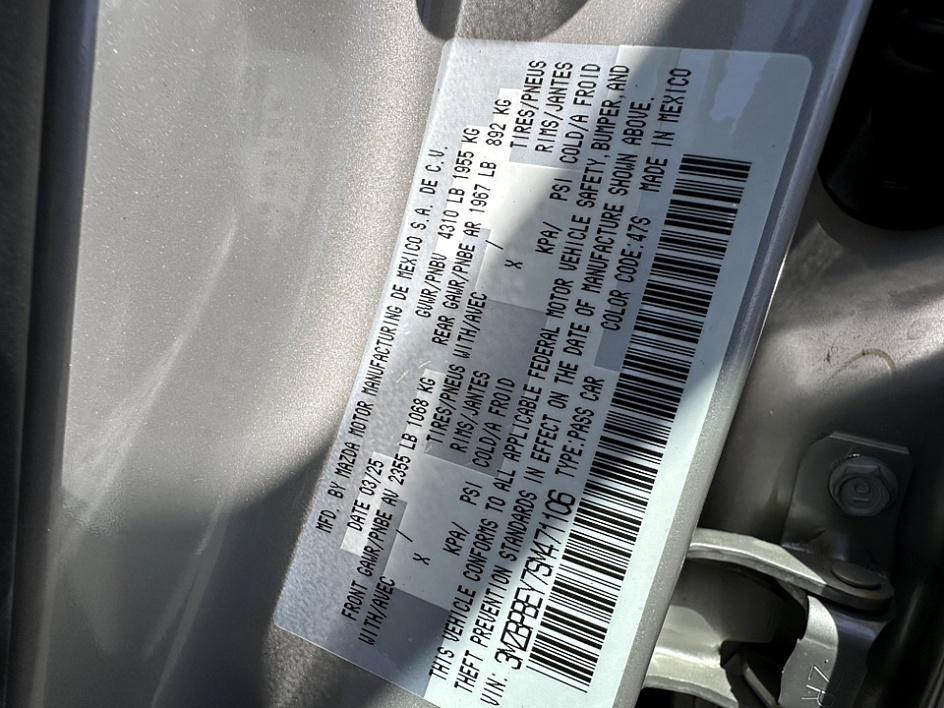 MFD. BY MAZDA MOTOR MANUFACTURING DE MEXICO S.A. DE C.V.
DATE 03/25 GVWR/PNBV 4310 LB 1955 KG
FRONT GAWR/PNBE AV 2355 LB 1068 KG REAR GAWR/PNBE AR 1967 LB 892 KG
WITH/AVEC / TIRES/PNEUS WITH/AVEC / TIRES/PNEUS
X RIMS/JANTES X RIMS/JANTES
KPA/ PSI COLD/A FROID KPA/ PSI COLD/A FROID
THIS VEHICLE CONFORMS TO ALL APPLICABLE FEDERAL MOTOR VEHICLE SAFETY, BUMPER, AND
THEFT PREVENTION STANDARDS IN EFFECT ON THE DATE OF MANUFACTURE SHOWN ABOVE.
VIN: 3MZBPBEY7SM471106 TYPE:PASS CAR COLOR CODE:47S MADE IN MEXICO